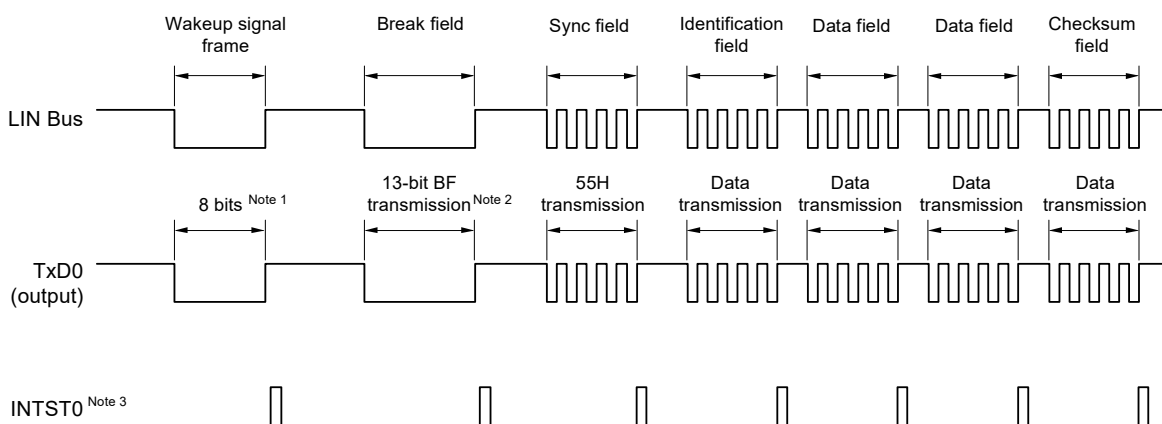 Wakeup signal
frame
Break field
Sync field
Identification
field
Data field
Data field
Checksum
field
LIN Bus
8 bits Note 1
13-bit BF
transmission Note 2
55H
transmission
Data
transmission
Data
transmission
Data
transmission
Data
transmission
TxD0
(output)
INTST0 Note 3